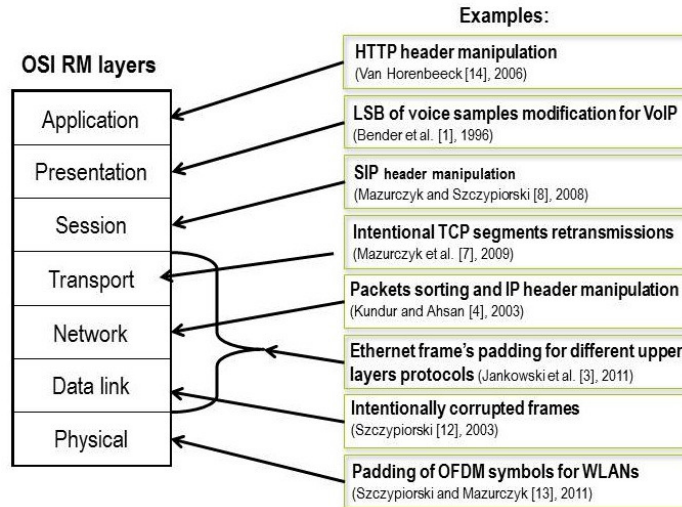 Examples:
OSI RM layers
Application
Presentation
Session
Transport
Network
Data link
Physical
HTTP header manipulation
(Van Horenbeeck [14], 2006)
LSB of voice samples modification for VoIP
(Bender et al. [1], 1996)
SIP header manipulation
(Mazurczyk and Szczypiorski [8], 2008)
Intentional TCP segments retransmissions
(Mazurczyk et al. [7], 2009)
Packets sorting and IP header manipulation
(Kundur and Ahsan [4], 2003)
Ethernet frame's padding for different upper
layers protocols (Jankowski et al. [3], 2011)
Intentionally corrupted frames
(Szczypiorski [12], 2003)
Padding of OFDM symbols for WLANs
(Szczypiorski and Mazurczyk [13], 2011)